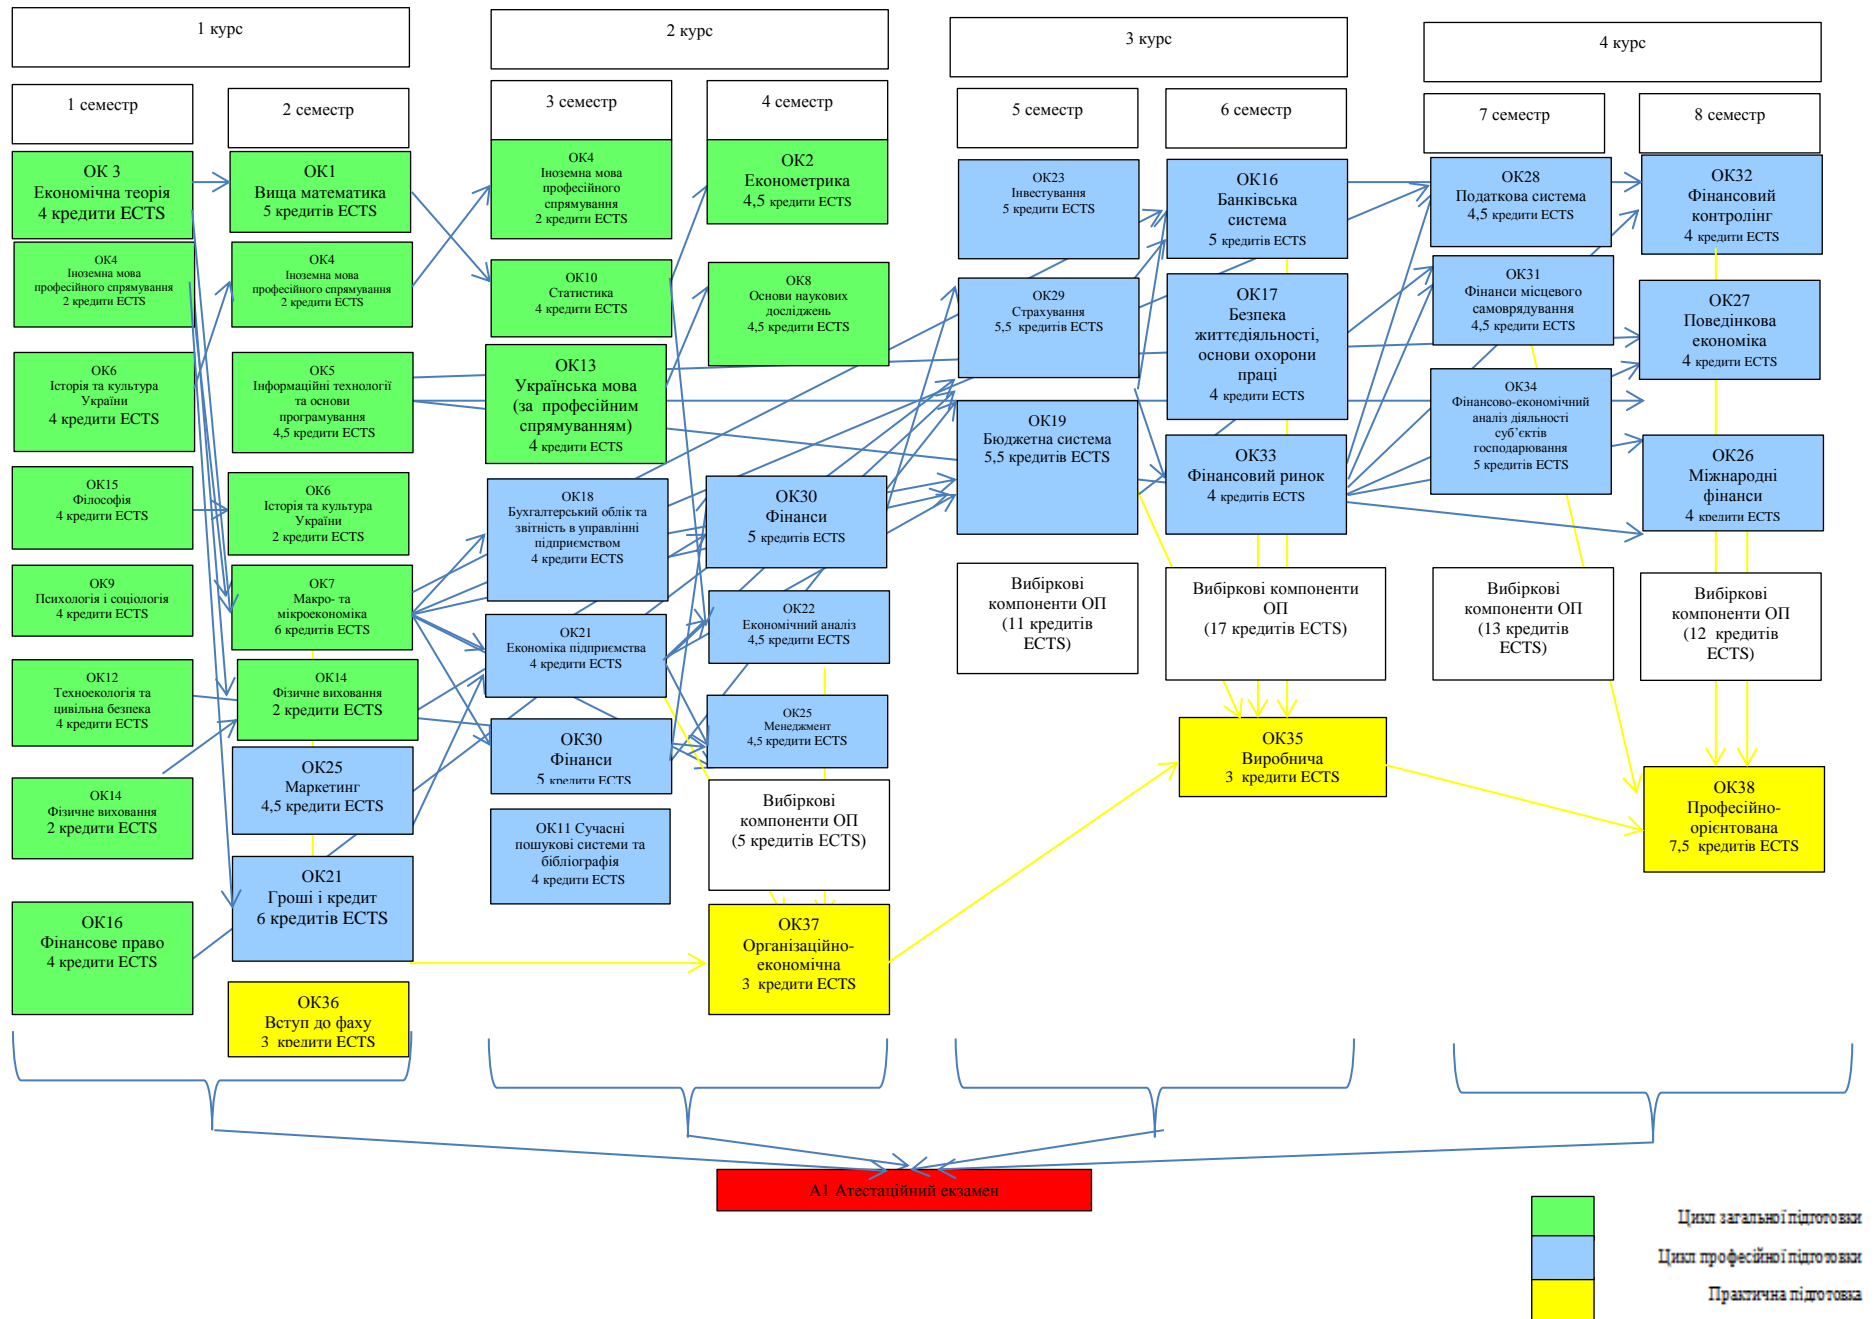 1 курс
2 курс
3 курс
4 курс
1 семестр
2 семестр
3 семестр
4 семестр
5 семестр
6 семестр
7 семестр
8 семестр
ОК 3
Економічна теорія
4 кредити ECTS
ОК4
Іноземна мова
професійного спрямування
2 кредити ECTS
ОК6
Історія та культура
України
4 кредити ECTS
ОК15
Філософія
4 кредити ECTS
ОК9
Психологія і соціологія
4 кредити ECTS
ОК12
Техноекологія та
цивільна безпека
4 кредити ECTS
ОК14
Фізичне виховання
2 кредити ECTS
ОК16
Фінансове право
4 кредити ECTS
ОК1
Вища математика
5 кредитів ECTS
ОК4
Іноземна мова
професійного спрямування
2 кредити ECTS
ОК5
Інформаційні технології
та основи
програмування
4,5 кредити ECTS
ОК6
Історія та культура
України
2 кредити ECTS
ОК7
Макро- та
мікроекономіка
6 кредитів ECTS
ОК14
Фізичне виховання
2 кредити ECTS
ОК25
Маркетинг
4,5 кредити ECTS
ОК21
Гроші і кредит
6 кредитів ECTS
ОК36
Вступ до фаху
3 кредити ECTS
ОК4
Іноземна мова
професійного
спрямування
2 кредити ECTS
ОК10
Статистика
4 кредити ECTS
ОК13
Українська мова
(за професійним
спрямуванням)
4 кредити ECTS
ОК18
Бухгалтерський облік та
звітність в управлінні
підприємством
4 кредити ECTS
ОК21
Економіка підприємства
4 кредити ECTS
ОК30
Фінанси
5 кредити ECTS
ОК11 Сучасні
пошукові системи та
бібліографія
4 кредити ECTS
ОК2
Економетрика
4,5 кредити ECTS
ОК8
Основи наукових
досліджень
4,5 кредити ECTS
ОК30
Фінанси
5 кредитів ECTS
ОК22
Економічний аналіз
4,5 кредити ECTS
ОК25
Менеджмент
4,5 кредити ECTS
Вибіркові
компоненти ОП
(5 кредитів ECTS)
ОК37
Організаційно-
економічна
3 кредити ECTS
ОК23
Інвестування
5 кредити ECTS
ОК29
Страхування
5,5 кредитів ECTS
ОК19
Бюджетна система
5,5 кредитів ECTS
Вибіркові
компоненти ОП
(11 кредитів
ECTS)
ОК16
Банківська
система
5 кредитів ECTS
ОК17
Безпека
життєдіяльності,
основи охорони
праці
4 кредити ECTS
ОК33
Фінансовий ринок
4 кредитів ECTS
Вибіркові компоненти
ОП
(17 кредитів ECTS)
ОК35
Виробнича
3 кредити ECTS
ОК28
Податкова система
4,5 кредити ECTS
ОК31
Фінанси місцевого
самоврядування
4,5 кредити ECTS
ОК34
Фінансово-економічний
аналіз діяльності
суб’єктів
господарювання
5 кредитів ECTS
Вибіркові
компоненти ОП
(13 кредитів
ECTS)
ОК32
Фінансовий
контролінг
4 кредити ECTS
ОК27
Поведінкова
економіка
4 кредити ECTS
ОК26
Міжнародні
фінанси
4 кредити ECTS
Вибіркові
компоненти ОП
(12 кредитів
ECTS)
ОК38
Професійно-
орієнтована
7,5 кредитів ECTS
А1 Атестаційний екзамен
Цикл загальної підготовки
Цикл професійної підготовки
Практична підготовка